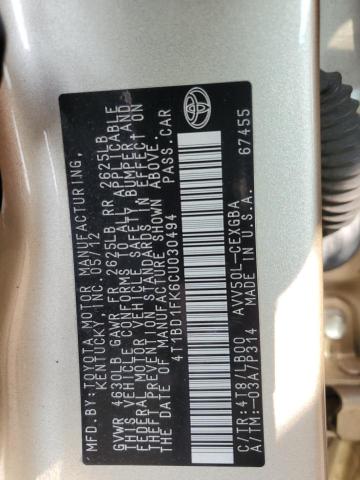 MFD.BY:TOYOTA MOTOR MANUFACTURING,
KENTUCKY, INC. 05/12
GVWR 4630LB GAWR FR 2625LB RR 2625LB
THIS VEHICLE CONFORMS TO ALL APPLICABLE
FEDERAL MOTOR VEHICLE SAFETY, BUMPER, AND
THEFT PREVENTION STANDARDS IN EFFECT ON
THE DATE OF MANUFACTURE SHOWN ABOVE.
4T1BD1FK6CU030494 PASS.CAR
C/TR:4T8/LB00 AVV50L-CEXGBA
A/TM:-03A/P314 MADE IN U.S.A. 67455
TOYOTA